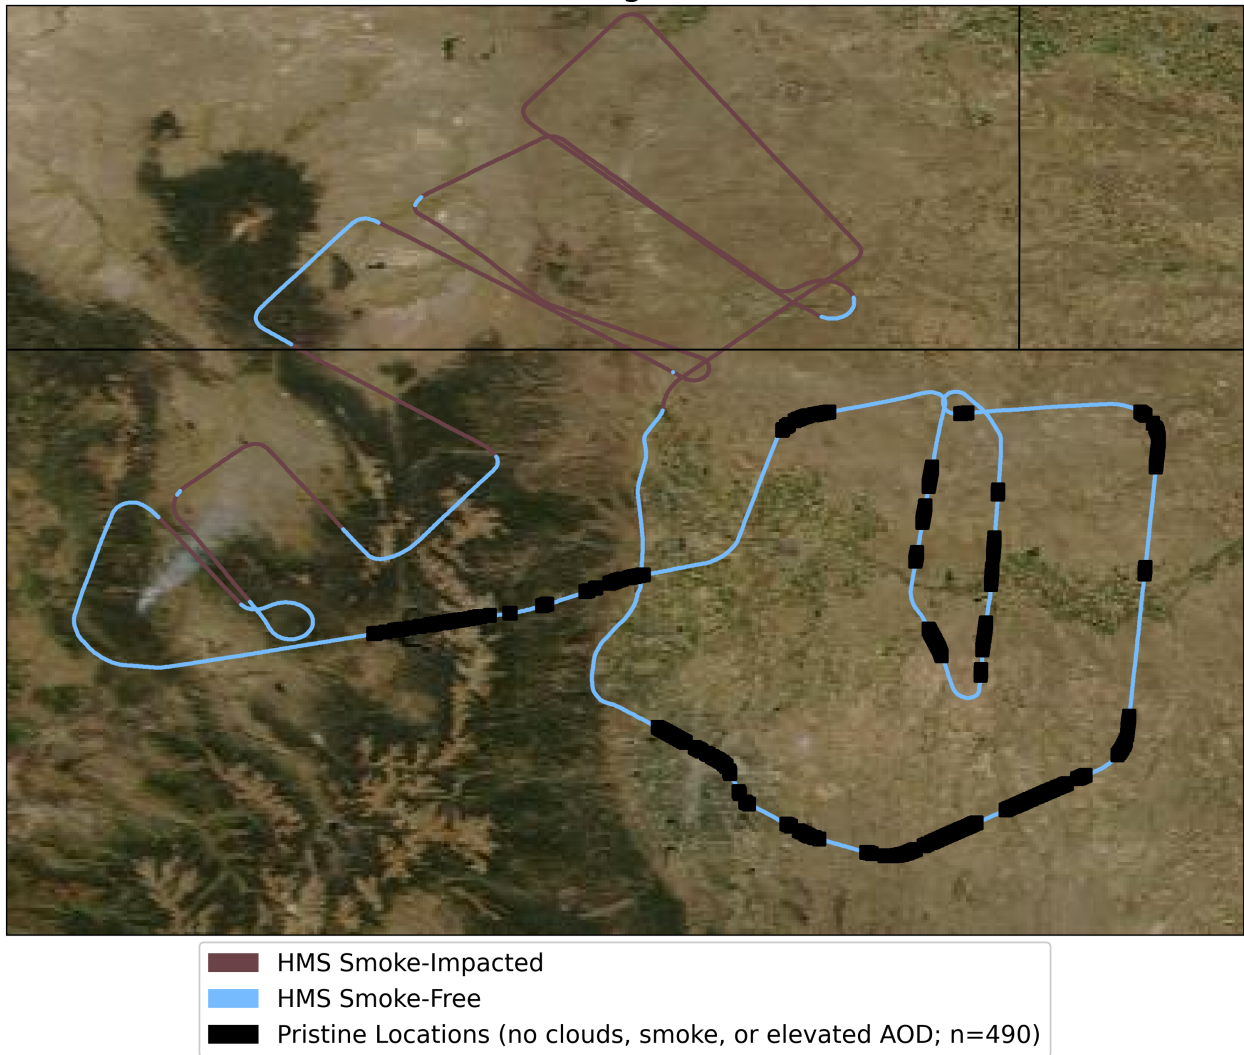 HMS Smoke-Impacted
HMS Smoke-Free
Pristine Locations (no clouds, smoke, or elevated AOD; n=490)